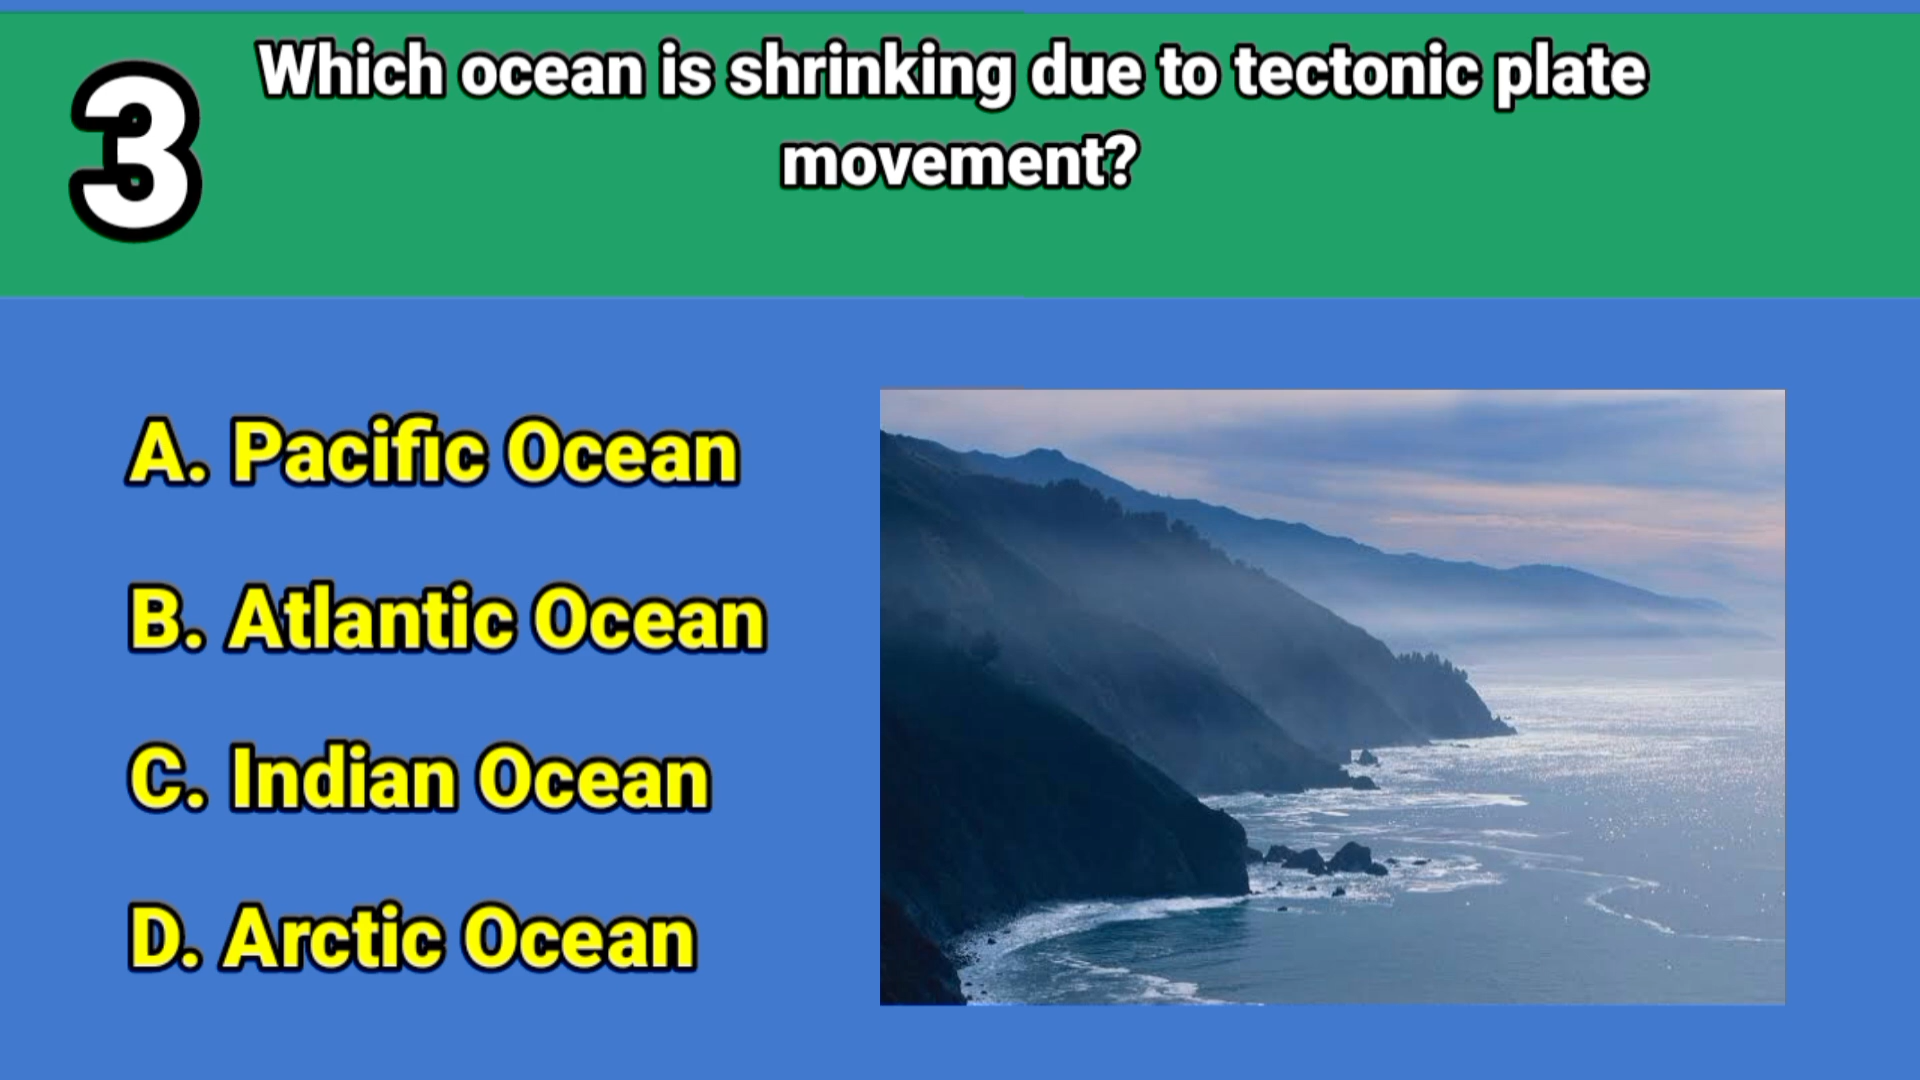 3
Which ocean is shrinking due to tectonic plate
movement?
A. Pacific Ocean
B. Atlantic Ocean
C. Indian Ocean
D. Arctic Ocean